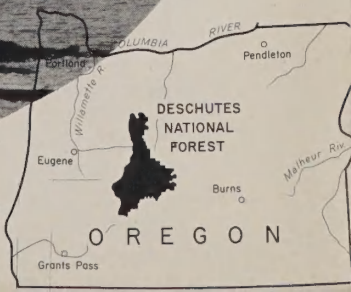 COLUMBIA RIVER
Portland
Pendleton
Willamette R.
DESCHUTES
NATIONAL
FOREST
Eugene
Malheur Riv.
Burns
OREGON
Grants Pass